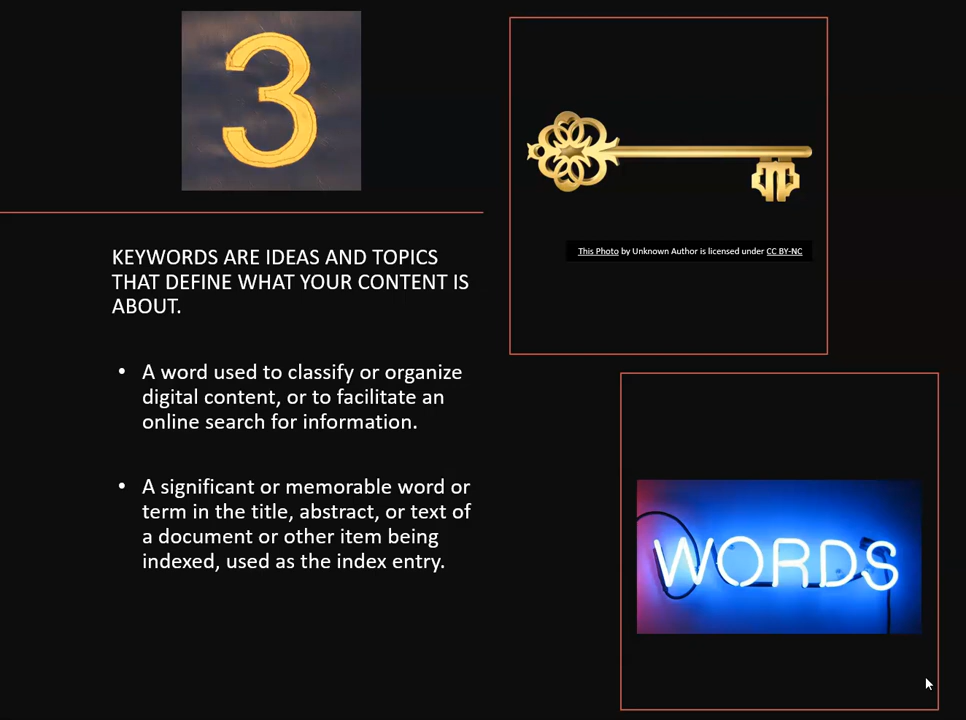 3
KEYWORDS ARE IDEAS AND TOPICS
THAT DEFINE WHAT YOUR CONTENT IS
ABOUT.
• A word used to classify or organize
digital content, or to facilitate an
online search for information.
• A significant or memorable word or
term in the title, abstract, or text of
a document or other item being
indexed, used as the index entry.
This Photo by Unknown Author is licensed under CC BY-NC
WORDS